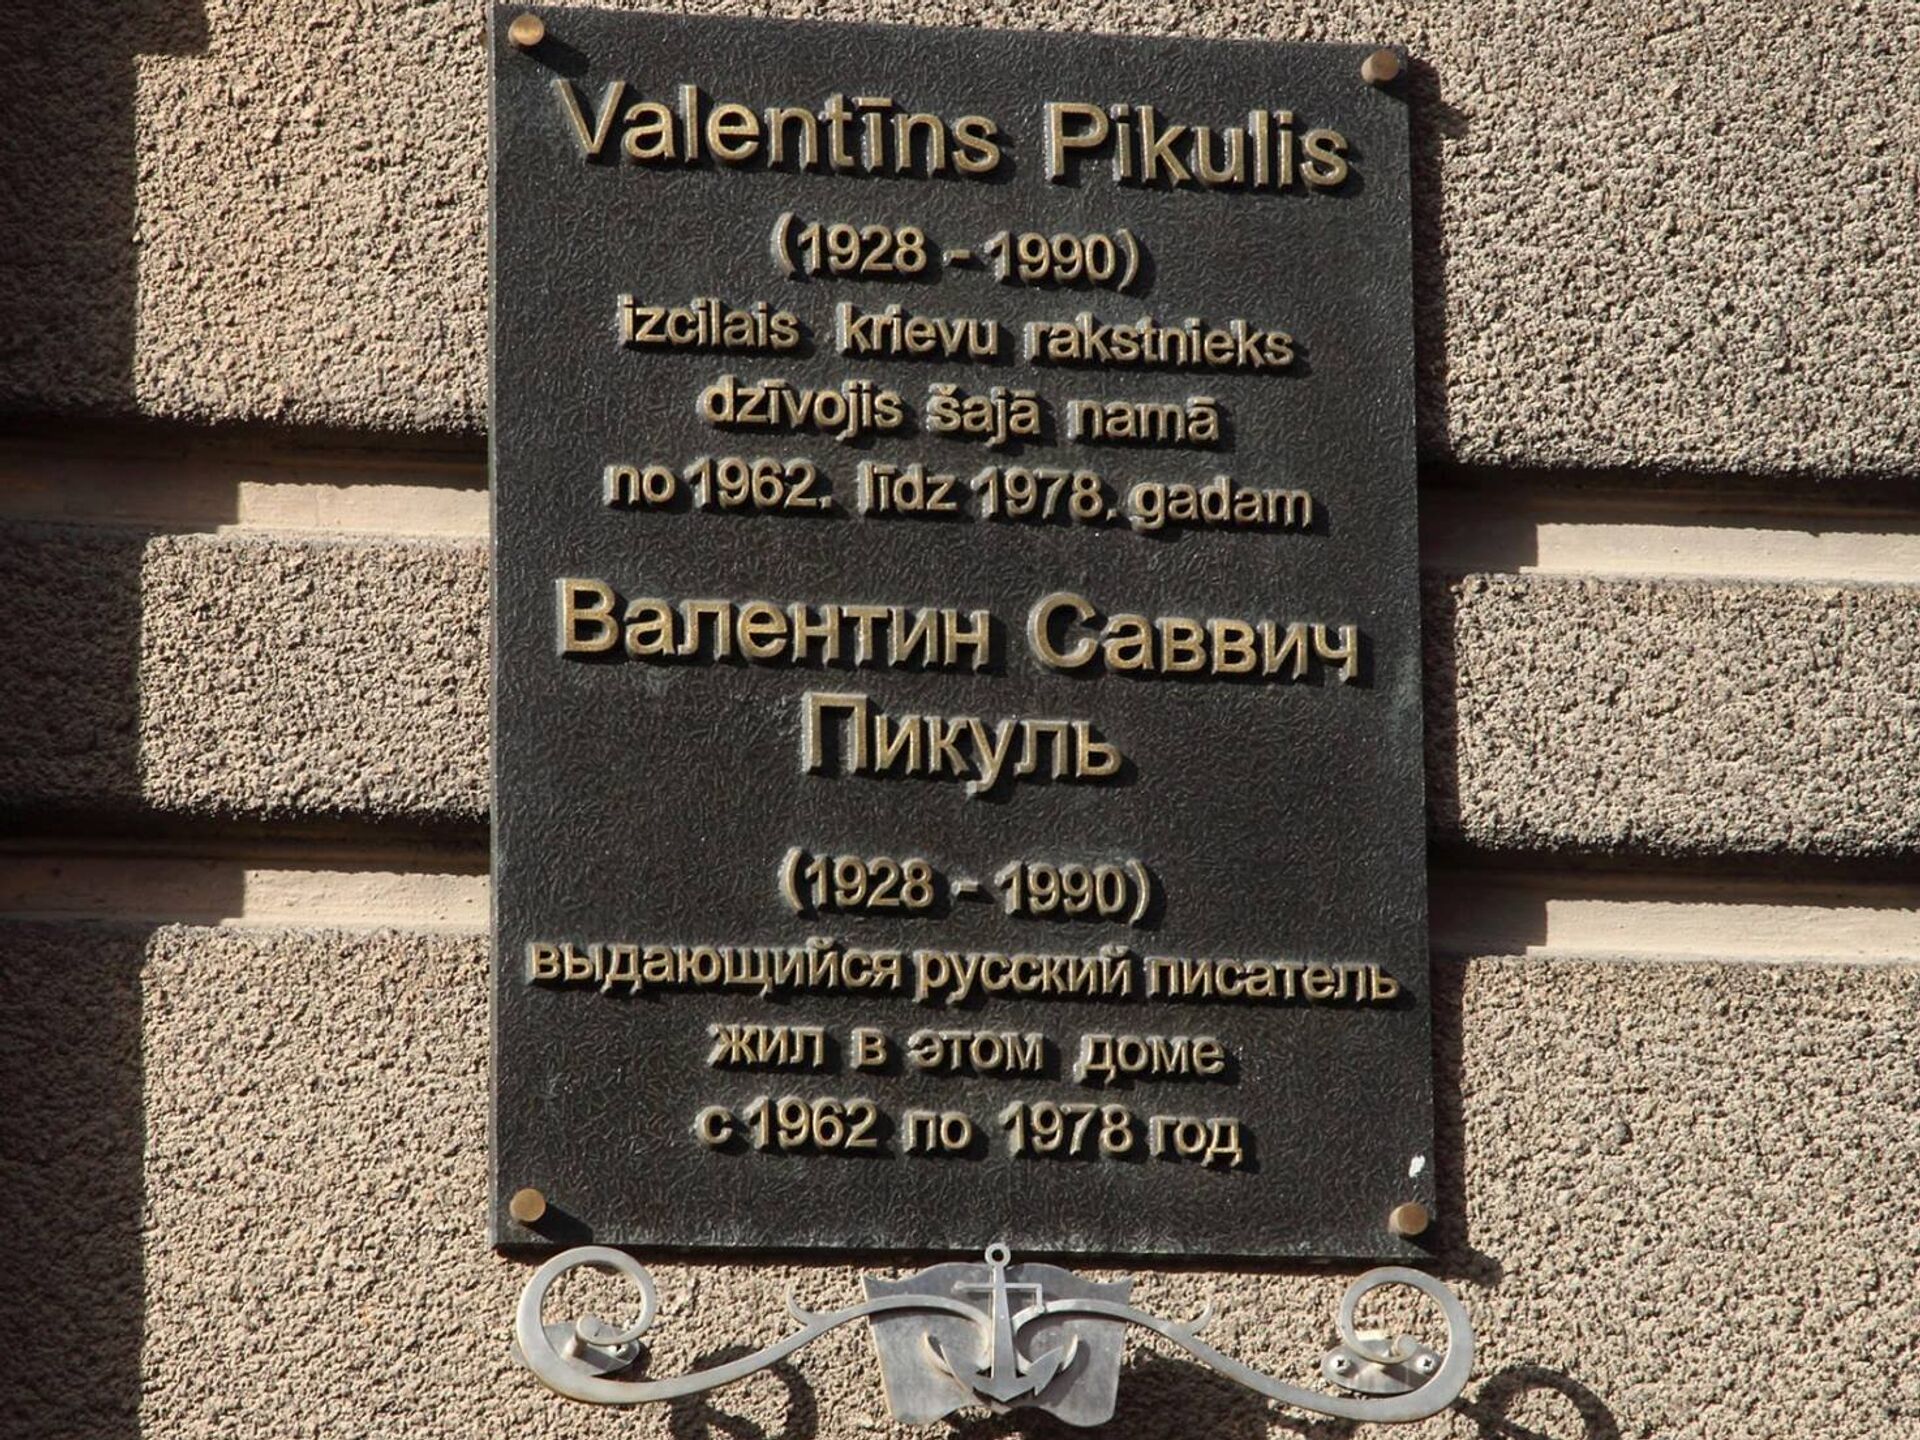 Valentīns Piķulis
(1928 - 1990)
izcilais krievu rakstnieks
dzīvojis šajā namā
no 1962. līdz 1978. gadam
Валентин Саввич
Пикуль
(1928 - 1990)
выдающийся русский писатель
жил в этом доме
с 1962 по 1978 год